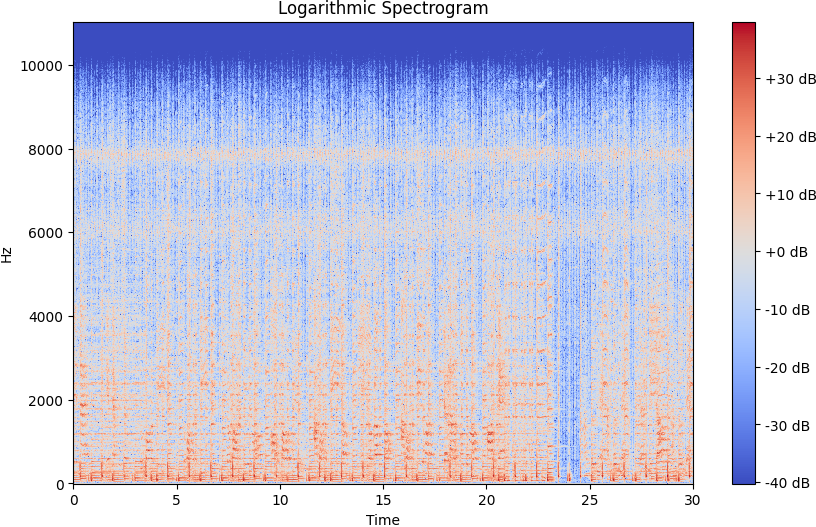 Logarithmic Spectrogram
Hz
10000
8000
6000
4000
2000
0
0 5 10 15 20 25 30
Time
+30 dB
+20 dB
+10 dB
+0 dB
-10 dB
-20 dB
-30 dB
-40 dB